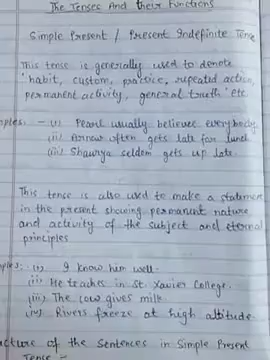 The Tenses And their Functions
Simple Present / Present Indefinite Tense
This tense is generally used to denote
'habit, custom, practice, repeated action,
permanent activity, general truth' etc.
ples: - (i) Pearl usually believes everybody.
(ii) Arnav often gets late for lunch
(iii) Shaurya seldom gets up late.
This tense is also used to make a statement
in the present showing permanent nature
and activity of the subject and eternal
principles
ples: (i) I know him well.
(ii) He teaches in St. Xavier College.
(iii) The cow gives milk.
(iv) Rivers freeze at high altitude.
ucture of the Sentences in Simple Present
Tense :-